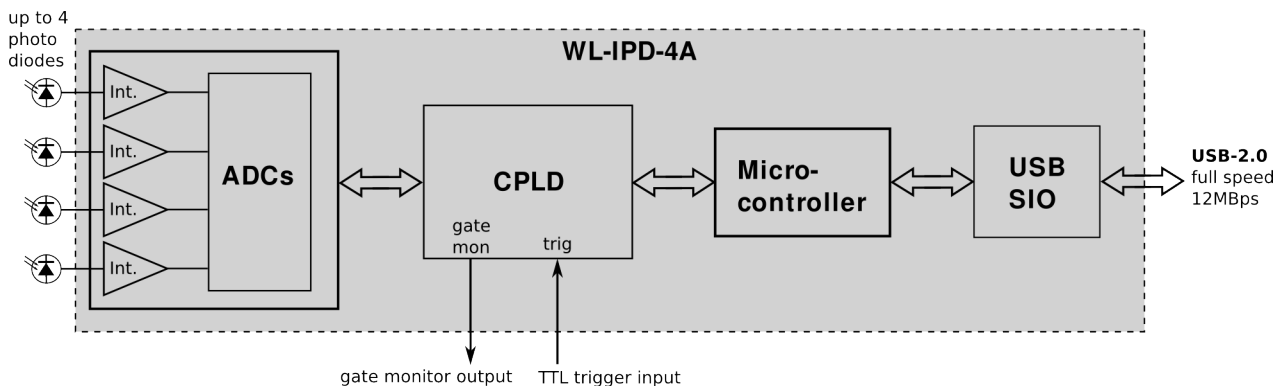 up to 4
photo
diodes
WL-IPD-4A
Int.
Int.
Int.
Int.
ADCs
CPLD
gate
mon
trig
Micro-
controller
USB
SIO
USB-2.0
full speed
12MBps
gate monitor output
TTL trigger input